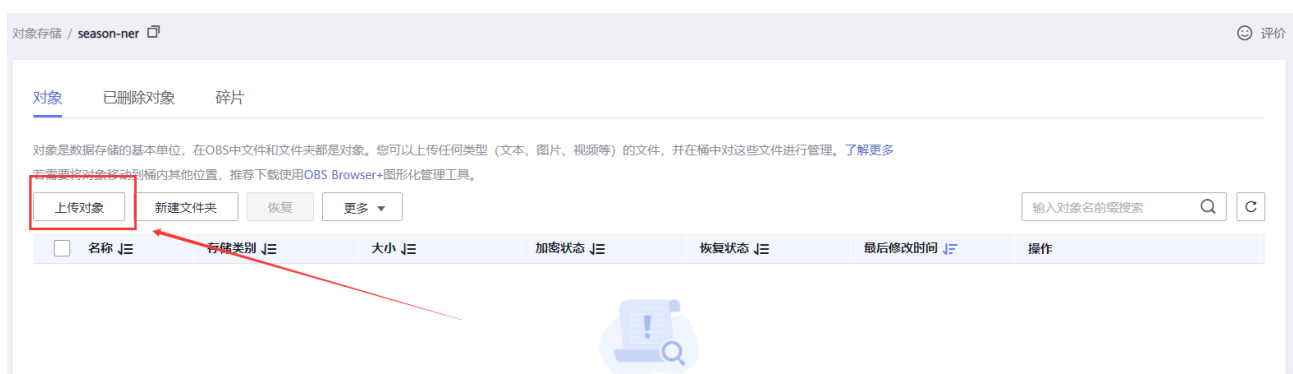 对象存储 / season-ner
评价
对象 已删除对象 碎片
对象是数据存储的基本单位，在OBS中文件和文件夹都是对象。您可以上传任何类型（文本、图片、视频等）的文件，并在桶中对这些文件进行管理。了解更多
若需要将对象移动到桶内其他位置，推荐下载使用OBS Browser+图形化管理工具。
上传对象 新建文件夹 恢复 更多 输入对象名前缀搜索
名称 存储类别 大小 加密状态 恢复状态 最后修改时间 操作